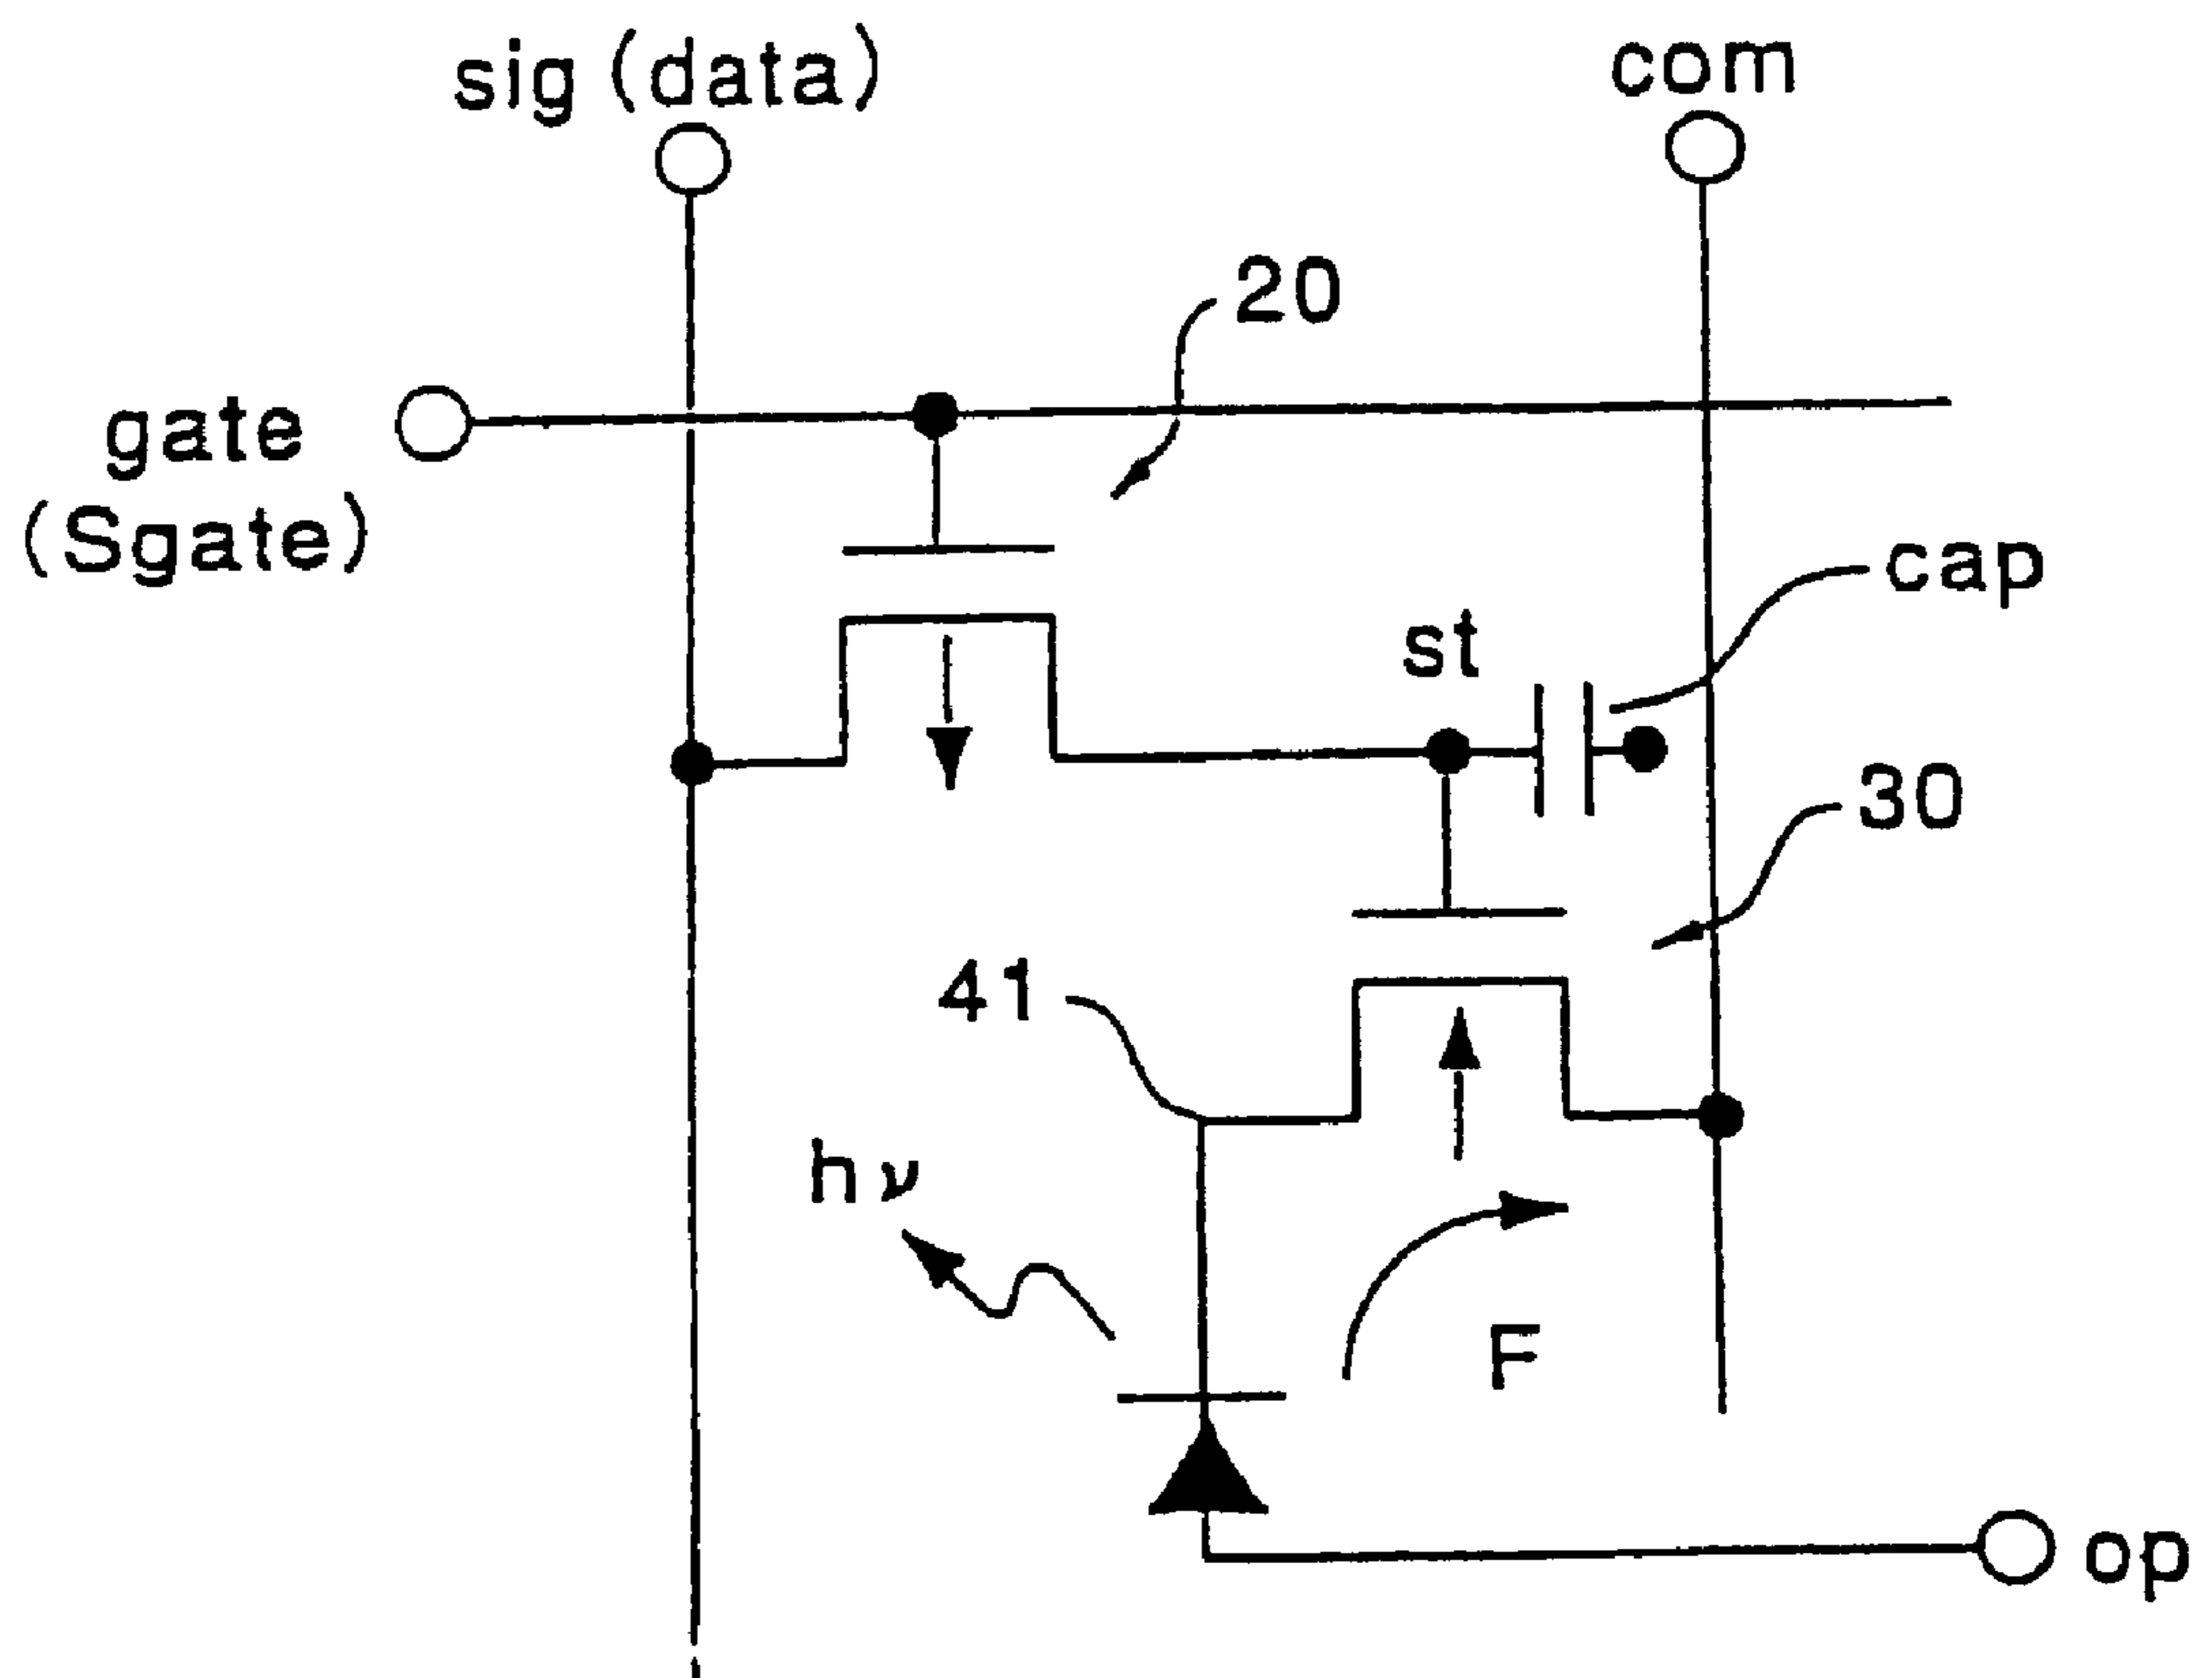 sig (data)
com
20
gate
(Sgate)
cap
st
30
41
hν
F
op